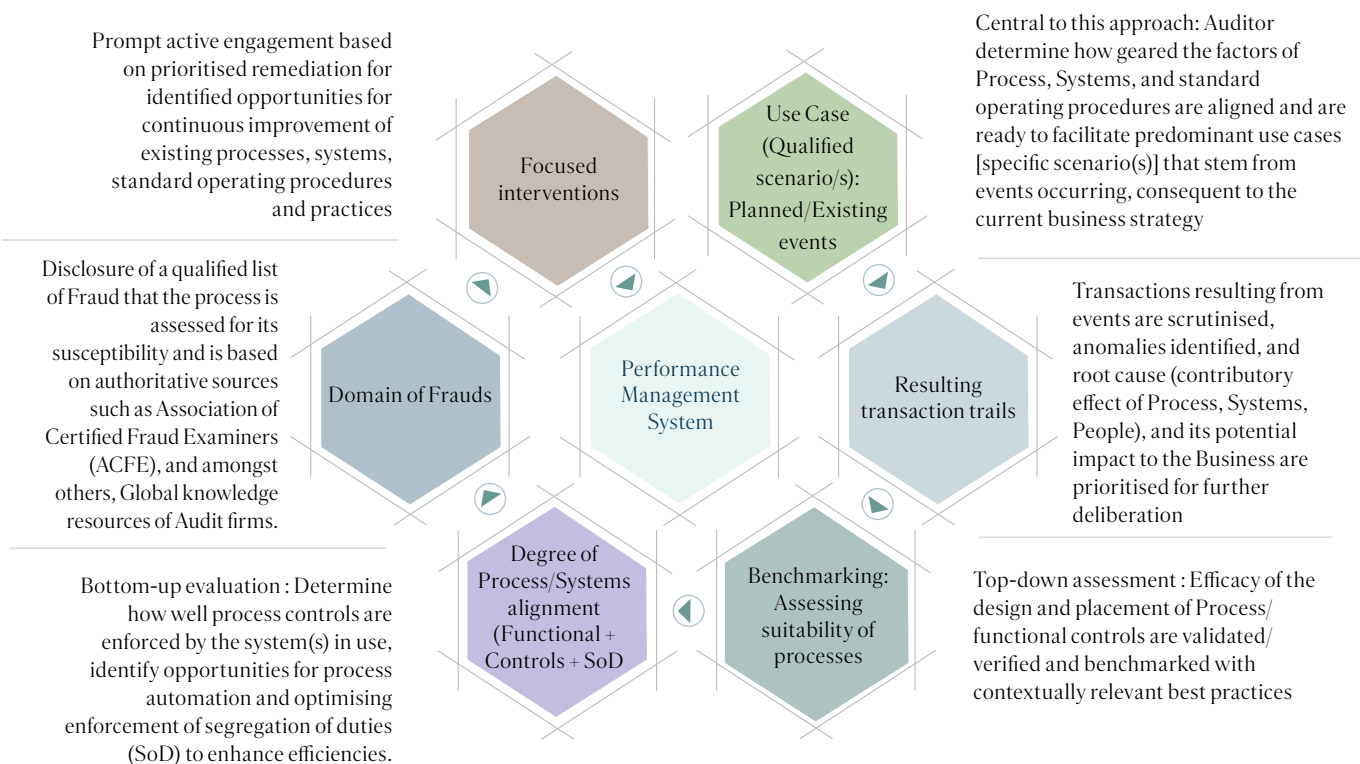 Prompt active engagement based
on prioritised remediation for
identified opportunities for
continuous improvement of
existing processes, systems,
standard operating procedures
and practices
Focused
interventions
Use Case
(Qualified
scenario/s):
Planned/Existing
events
Central to this approach: Auditor
determine how geared the factors of
Process, Systems, and standard
operating procedures are aligned and are
ready to facilitate predominant use cases
[specific scenario(s)] that stem from
events occurring, consequent to the
current business strategy
Disclosure of a qualified list
of Fraud that the process is
assessed for its
susceptibility and is based
on authoritative sources
such as Association of
Certified Fraud Examiners
(ACFE), and amongst
others, Global knowledge
resources of Audit firms.
Domain of Frauds
Performance
Management
System
Resulting
transaction trails
Transactions resulting from
events are scrutinised,
anomalies identified, and
root cause (contributory
effect of Process, Systems,
People), and its potential
impact to the Business are
prioritised for further
deliberation
Bottom-up evaluation : Determine
how well process controls are
enforced by the system(s) in use,
identify opportunities for process
automation and optimising
enforcement of segregation of duties
(SoD) to enhance efficiencies.
Degree of
Process/Systems
alignment
(Functional +
Controls + SoD
Benchmarking:
Assessing
suitability of
processes
Top-down assessment : Efficacy of the
design and placement of Process/
functional controls are validated/
verified and benchmarked with
contextually relevant best practices